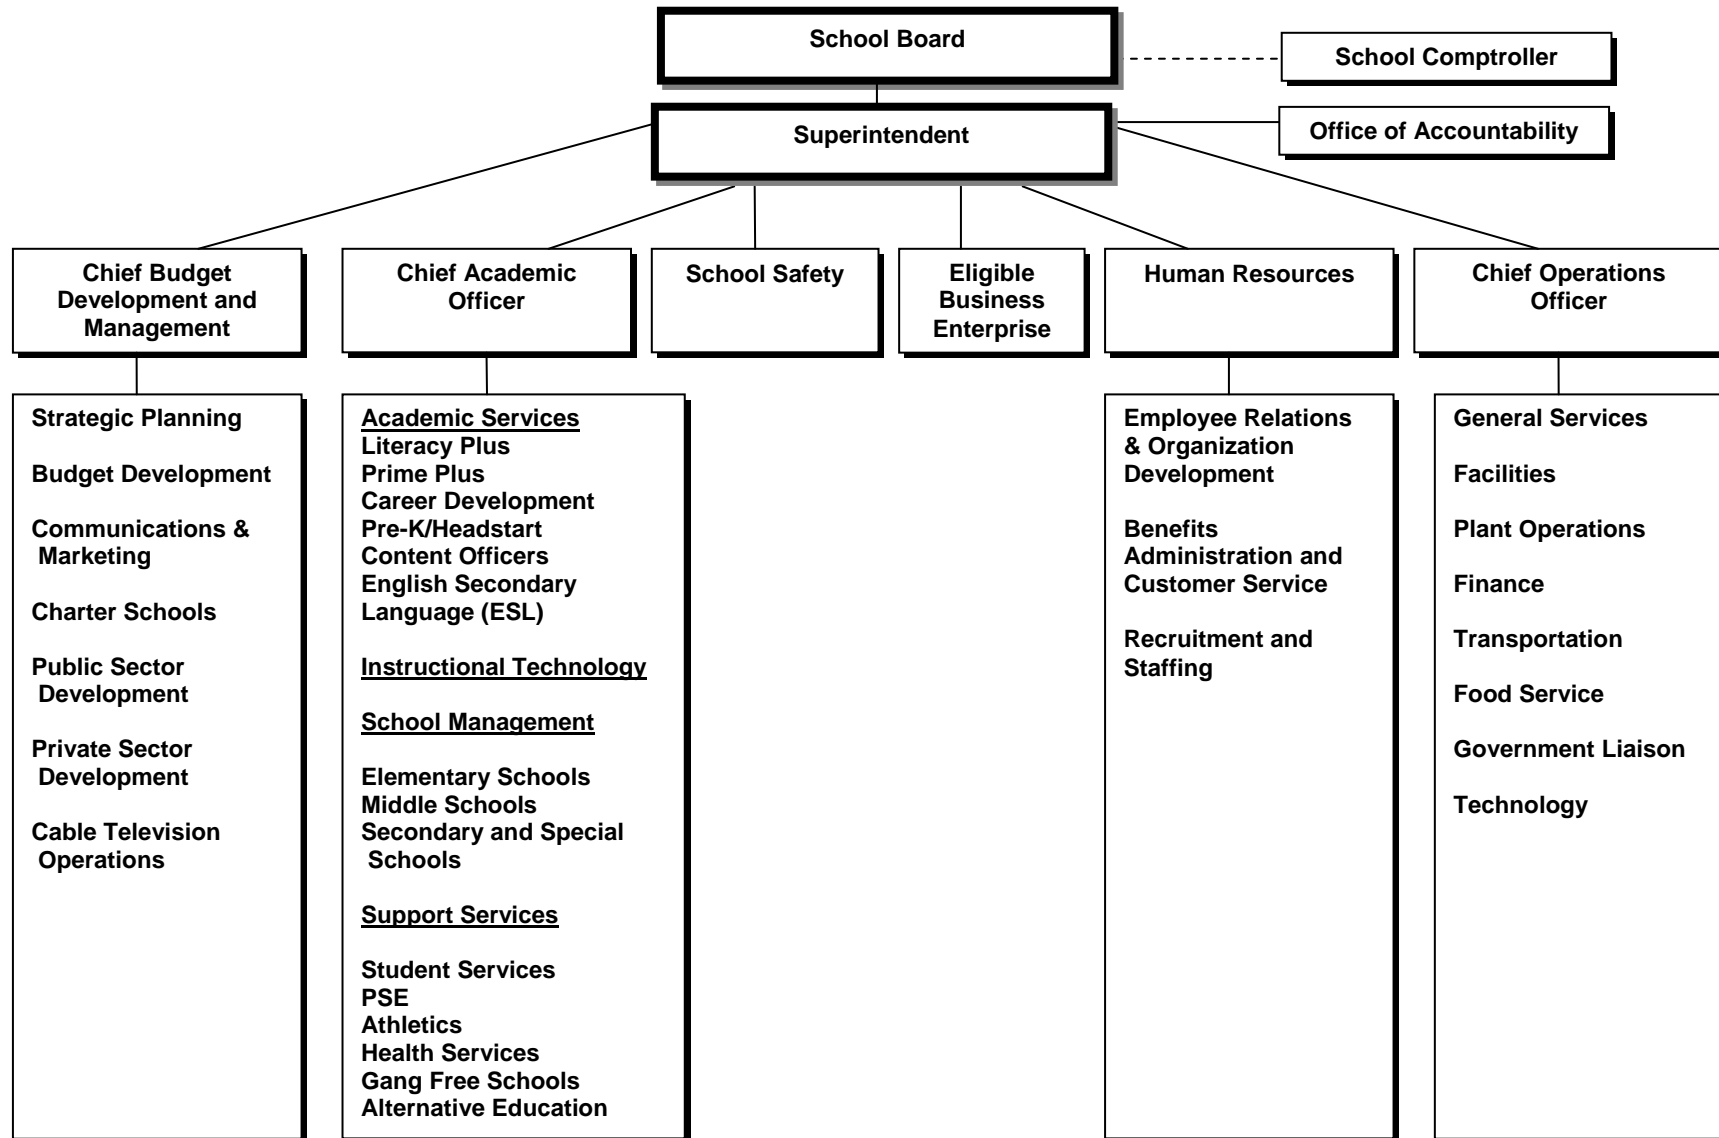 School Board
School Comptroller
Superintendent
Office of Accountability
Chief Budget
Development and
Management
Chief Academic
Officer
School Safety
Eligible
Business
Enterprise
Human Resources
Chief Operations
Officer
Strategic Planning
Budget Development
Communications &
Marketing
Charter Schools
Public Sector
Development
Private Sector
Development
Cable Television
Operations
Academic Services
Literacy Plus
Prime Plus
Career Development
Pre-K/Headstart
Content Officers
English Secondary
Language (ESL)
Instructional Technology
School Management
Elementary Schools
Middle Schools
Secondary and Special
Schools
Support Services
Student Services
PSE
Athletics
Health Services
Gang Free Schools
Alternative Education
Employee Relations
& Organization
Development
Benefits
Administration and
Customer Service
Recruitment and
Staffing
General Services
Facilities
Plant Operations
Finance
Transportation
Food Service
Government Liaison
Technology